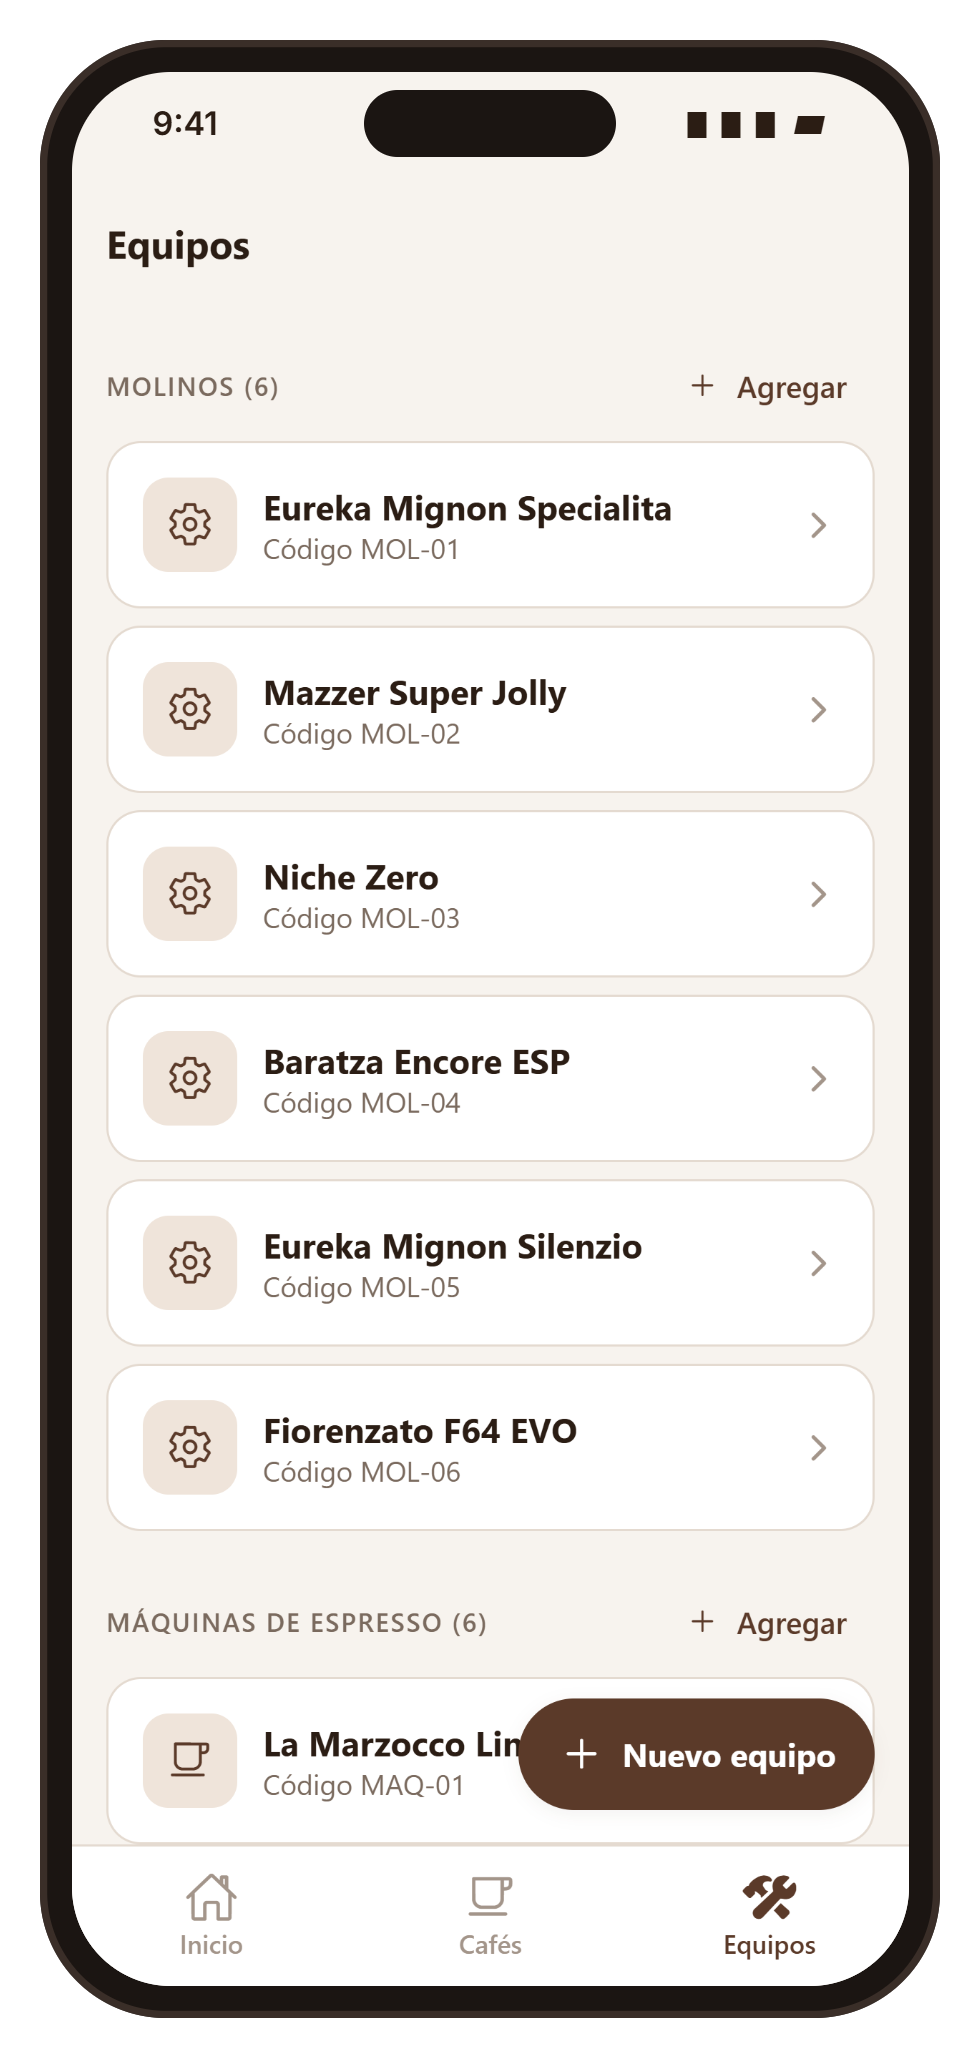 9:41
Equipos
MOLINOS (6)
+ Agregar
Eureka Mignon Specialita
Código MOL-01
Mazzer Super Jolly
Código MOL-02
Niche Zero
Código MOL-03
Baratza Encore ESP
Código MOL-04
Eureka Mignon Silenzio
Código MOL-05
Fiorenzato F64 EVO
Código MOL-06
MÁQUINAS DE ESPRESSO (6)
+ Agregar
La Marzocco
Código MAQ-01
+ Nuevo equipo
Inicio
Cafés
Equipos